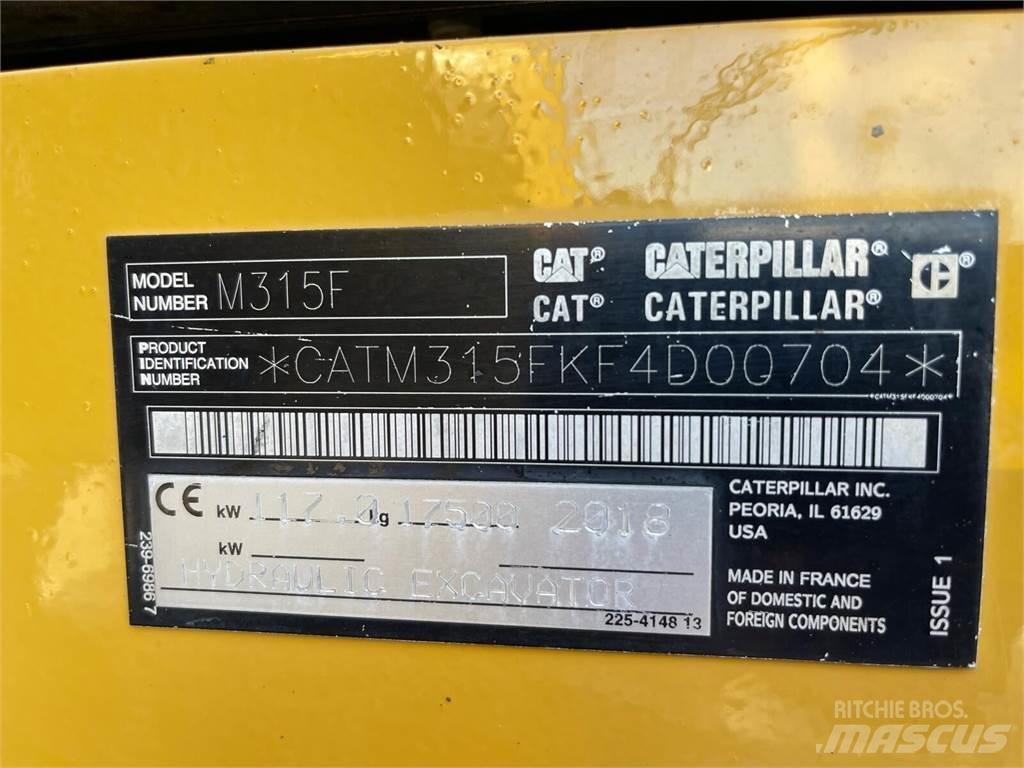 MODEL
NUMBER M315F
CAT® CATERPILLAR® ®
CAT® CATERPILLAR®
PRODUCT
IDENTIFICATION
NUMBER *CATM315FKF4D00704*
*CATM315FKF4D00704*
CE kW 117.0 kg 17500 2018
kW
HYDRAULIC EXCAVATOR
225-4148 13
239-6986 7
CATERPILLAR INC.
PEORIA, IL 61629
USA
MADE IN FRANCE
OF DOMESTIC AND
FOREIGN COMPONENTS
ISSUE 1
RITCHIE BROS.
MASCUS